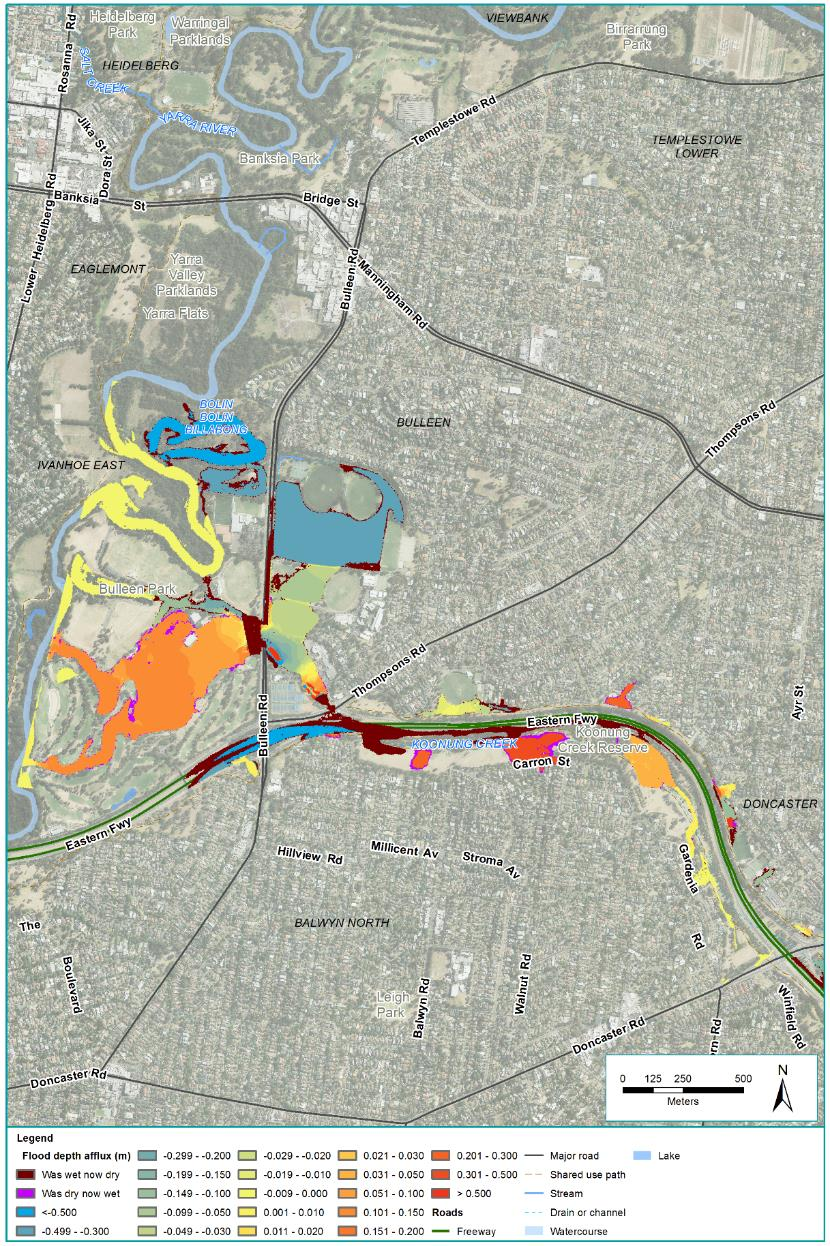 Heidelberg
Park
Warringal
Parklands
VIEWBANK
Birrarrung
Park
Rosanna Rd
HEIDELBERG
SALT CREEK
YARRA RIVER
Jika St
Dora St
Templestowe Rd
TEMPLESTOWE
LOWER
Banksia Park
Banksia St
Bridge St
Lower Heidelberg Rd
EAGLEMONT
Yarra
Valley
Parklands
Yarra Flats
Bulleen Rd
Manningham Rd
BOLIN
BOLIN
BILLABONG
BULLEEN
Thompsons Rd
IVANHOE EAST
Bulleen Park
Thompsons Rd
Bulleen Rd
Eastern Fwy
Ayr St
KOONUNG CREEK
Koonung
Creek Reserve
Carron St
DONCASTER
Eastern Fwy
Hillview Rd
Millicent Av
Stroma Av
Gardenia Rd
BALWYN NORTH
The Boulevard
Leigh
Park
Balwyn Rd
Walnut Rd
Doncaster Rd
Winfield Rd
rn Rd
Doncaster Rd
0 125 250 500
Meters
N
Legend
Flood depth afflux (m)
Was wet now dry
Was dry now wet
<-0.500
-0.499 - -0.300
-0.299 - -0.200
-0.199 - -0.150
-0.149 - -0.100
-0.099 - -0.050
-0.049 - -0.030
-0.029 - -0.020
-0.019 - -0.010
-0.009 - 0.000
0.001 - 0.010
0.011 - 0.020
0.021 - 0.030
0.031 - 0.050
0.051 - 0.100
0.101 - 0.150
0.151 - 0.200
0.201 - 0.300
0.301 - 0.500
> 0.500
Roads
Freeway
Major road
Shared use path
Stream
Drain or channel
Watercourse
Lake